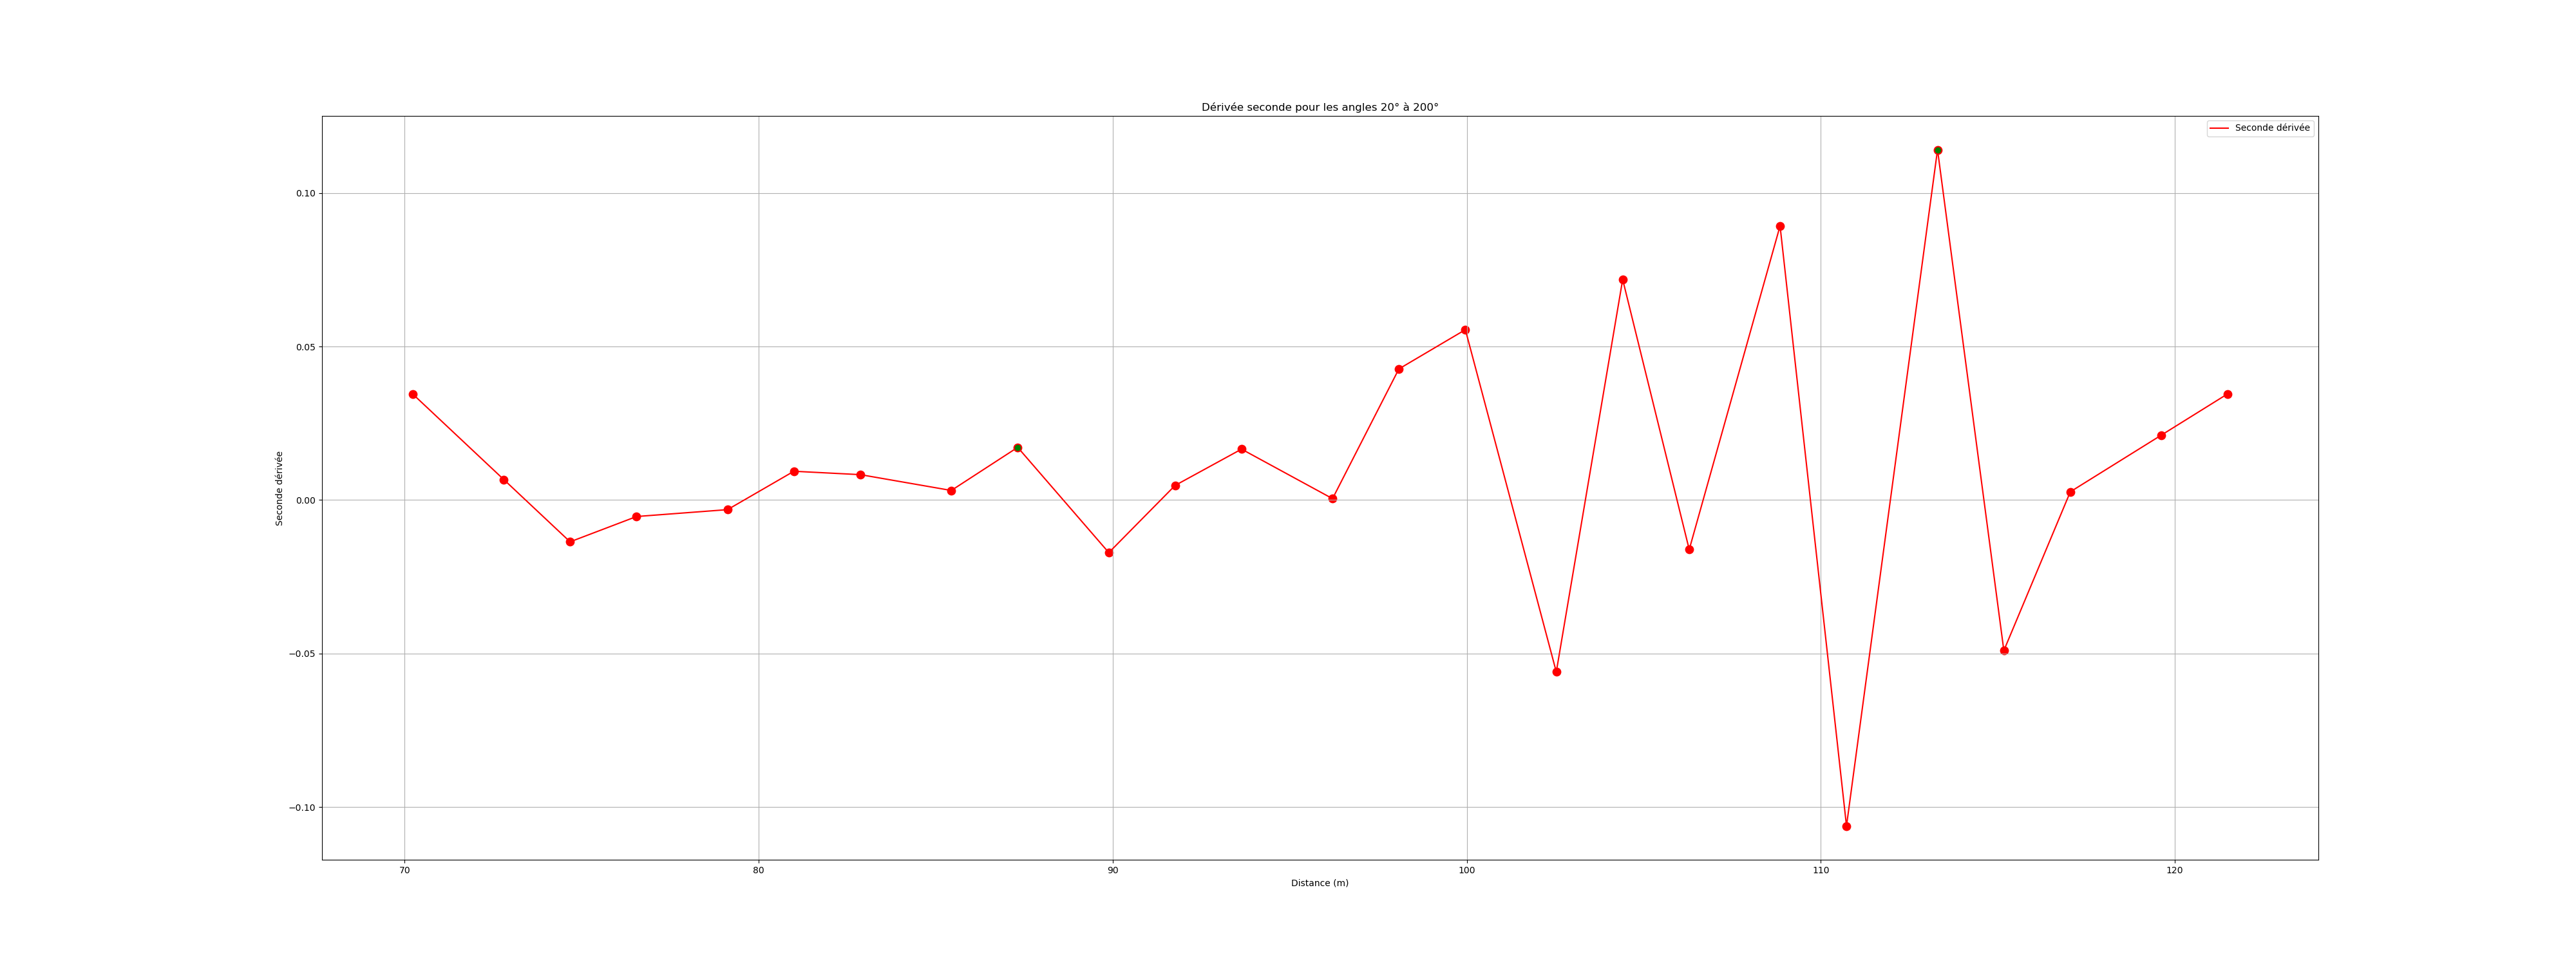 Dérivée seconde pour les angles 20° à 200°
Seconde dérivée
0.10
0.05
0.00
−0.05
−0.10
Seconde dérivée
70 80 90 100 110 120
Distance (m)